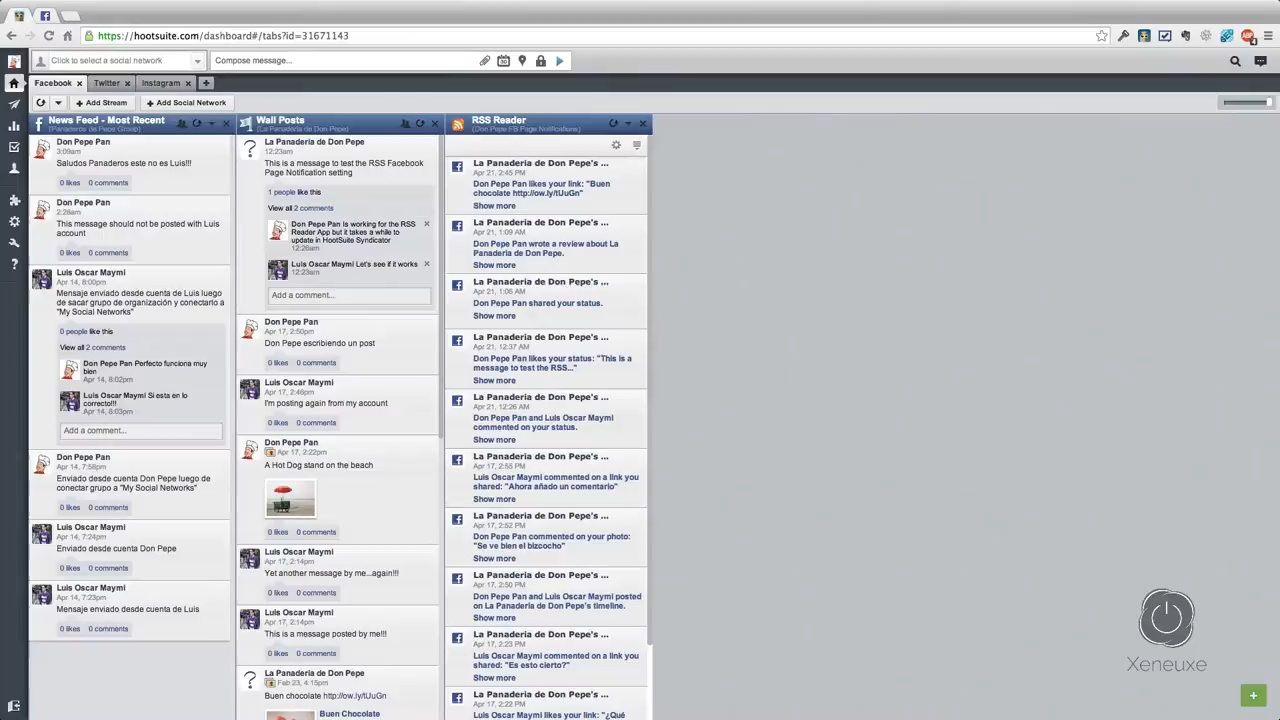 https://hootsuite.com/dashboard#/tabs?id=31671143
Click to select a social network
Compose message...
Facebook
Twitter
Instagram
Add Stream
Add Social Network
News Feed - Most Recent
(Panaderos de Pepe Group)
Don Pepe Pan
3:09am
Saludos Panaderos este no es Luis!!!
0 likes 0 comments
Don Pepe Pan
2:28am
This message should not be posted with Luis
account
0 likes 0 comments
Luis Oscar Maymi
Apr 14, 8:00pm
Mensaje enviado desde cuenta de Luis luego
de sacar grupo de organización y conectarlo a
"My Social Networks"
0 people like this
View all 2 comments
Don Pepe Pan Perfecto funciona muy
bien
Apr 14, 8:02pm
Luis Oscar Maymi Si esta en lo
correcto!!!
Apr 14, 8:03pm
Add a comment...
Don Pepe Pan
Apr 14, 7:58pm
Enviado desde cuenta Don Pepe luego de
conectar grupo a "My Social Networks"
0 likes 0 comments
Luis Oscar Maymi
Apr 14, 7:24pm
Enviado desde cuenta Don Pepe
0 likes 0 comments
Luis Oscar Maymi
Apr 14, 7:23pm
Mensaje enviado desde cuenta de Luis
0 likes 0 comments
Wall Posts
(La Panaderia de Don Pepe)
La Panaderia de Don Pepe
12:23am
This is a message to test the RSS Facebook
Page Notification setting
1 people like this
View all 2 comments
Don Pepe Pan Is working for the RSS
Reader App but it takes a while to
update in HootSuite Syndicator
12:26am
Luis Oscar Maymi Let's see if it works
12:23am
Add a comment...
Don Pepe Pan
Apr 17, 2:50pm
Don Pepe escribiendo un post
0 likes 0 comments
Luis Oscar Maymi
Apr 17, 2:46pm
I'm posting again from my account
0 likes 0 comments
Don Pepe Pan
Apr 17, 2:22pm
A Hot Dog stand on the beach
0 likes 0 comments
Luis Oscar Maymi
Apr 17, 2:14pm
Yet another message by me...again!!!
0 likes 0 comments
Luis Oscar Maymi
Apr 17, 2:14pm
This is a message posted by me!!!
0 likes 0 comments
La Panaderia de Don Pepe
Feb 23, 4:15pm
Buen chocolate http://ow.ly/tUuGn
Buen Chocolate
RSS Reader
(Don Pepe FB Page Notifications)
La Panaderia de Don Pepe's ...
Apr 21, 2:45 PM
Don Pepe Pan likes your link: "Buen
chocolate http://ow.ly/tUuGn"
Show more
La Panaderia de Don Pepe's ...
Apr 21, 1:09 AM
Don Pepe Pan wrote a review about La
Panaderia de Don Pepe.
Show more
La Panaderia de Don Pepe's ...
Apr 21, 1:06 AM
Don Pepe Pan shared your status.
Show more
La Panaderia de Don Pepe's ...
Apr 21, 12:37 AM
Don Pepe Pan likes your status: "This is a
message to test the RSS..."
Show more
La Panaderia de Don Pepe's ...
Apr 21, 12:26 AM
Don Pepe Pan and Luis Oscar Maymi
commented on your status.
Show more
La Panaderia de Don Pepe's ...
Apr 17, 2:55 PM
Luis Oscar Maymi commented on a link you
shared: "Ahora añado un comentario"
Show more
La Panaderia de Don Pepe's ...
Apr 17, 2:52 PM
Don Pepe Pan commented on your photo:
"Se ve bien el bizcocho"
Show more
La Panaderia de Don Pepe's ...
Apr 17, 2:50 PM
Don Pepe Pan and Luis Oscar Maymi posted
on La Panaderia de Don Pepe's timeline.
Show more
La Panaderia de Don Pepe's ...
Apr 17, 2:23 PM
Luis Oscar Maymi commented on a link you
shared: "Es esto cierto?"
Show more
La Panaderia de Don Pepe's ...
Apr 17, 2:22 PM
Luis Oscar Maymi likes your link: "¿Qué
Xeneuxe